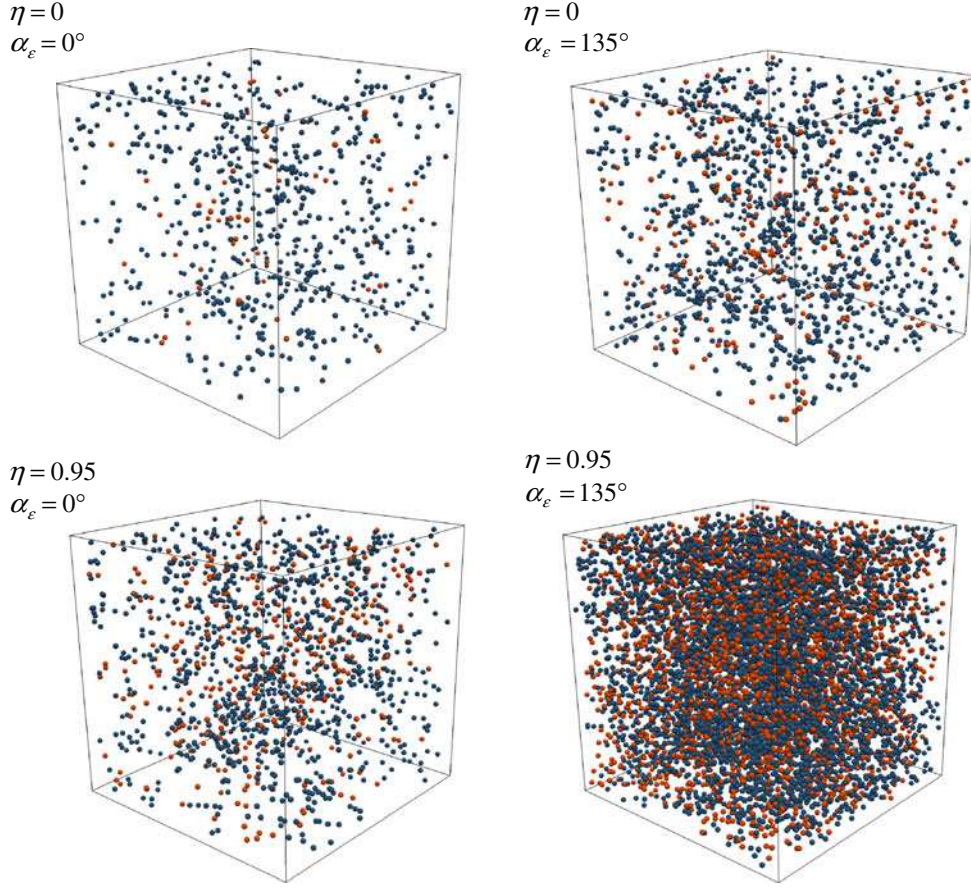 η = 0
α_ε = 0°
η = 0
α_ε = 135°
η = 0.95
α_ε = 0°
η = 0.95
α_ε = 135°